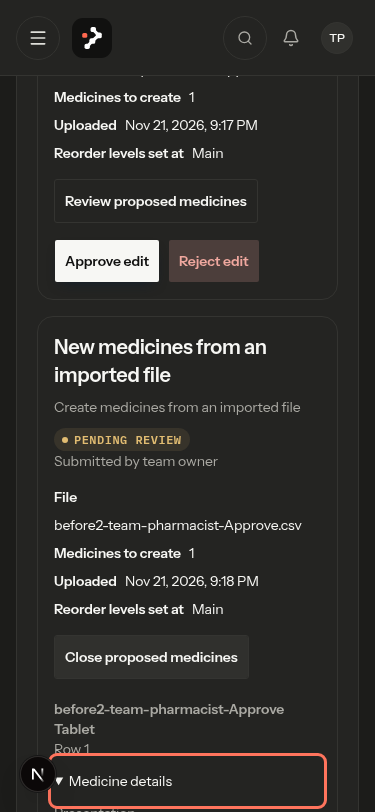 TP
Medicines to create 1
Uploaded Nov 21, 2026, 9:17 PM
Reorder levels set at Main
Review proposed medicines
Approve edit Reject edit
New medicines from an
imported file
Create medicines from an imported file
PENDING REVIEW
Submitted by team owner
File
before2-team-pharmacist-Approve.csv
Medicines to create 1
Uploaded Nov 21, 2026, 9:18 PM
Reorder levels set at Main
Close proposed medicines
before2-team-pharmacist-Approve
Tablet
Row 1
N
Medicine details